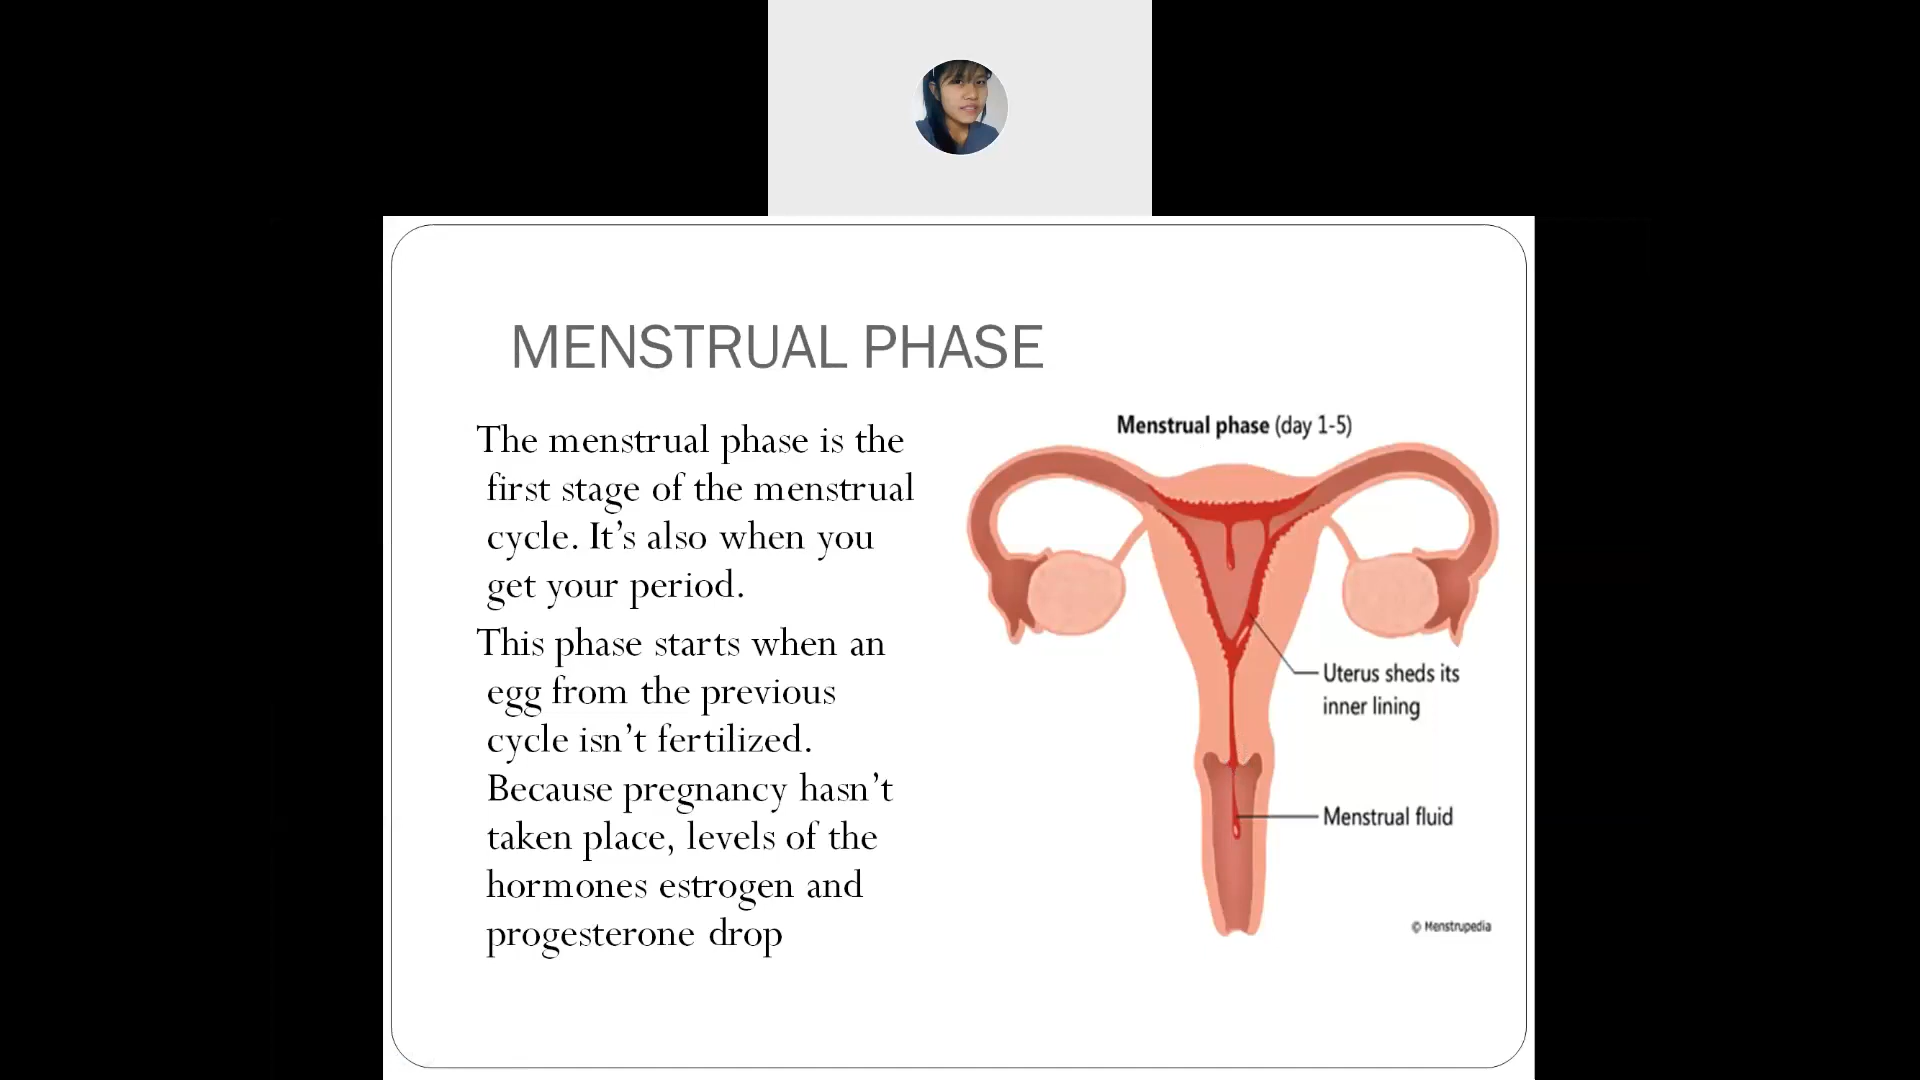 MENSTRUAL PHASE
The menstrual phase is the
first stage of the menstrual
cycle. It’s also when you
get your period.
This phase starts when an
egg from the previous
cycle isn’t fertilized.
Because pregnancy hasn’t
taken place, levels of the
hormones estrogen and
progesterone drop
Menstrual phase (day 1-5)
Uterus sheds its
inner lining
Menstrual fluid
© Menstrupedia